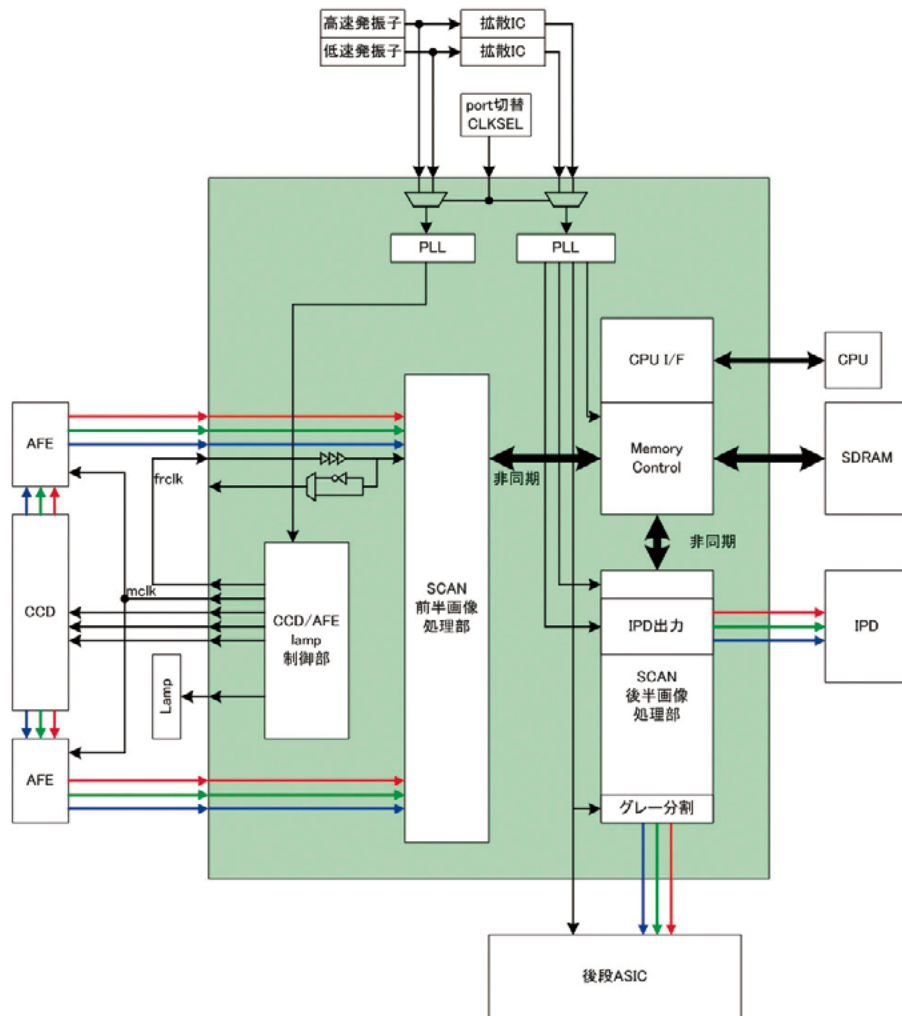 高速発振子
拡散IC
低速発振子
拡散IC
port切替
CLKSEL
PLL
PLL
CPU I/F
CPU
AFE
Memory
Control
SDRAM
frclk
非同期
非同期
mclk
CCD
CCD/AFE
lamp
制御部
SCAN
前半画像
処理部
IPD出力
IPD
Lamp
SCAN
後半画像
処理部
AFE
グレー分割
後段ASIC